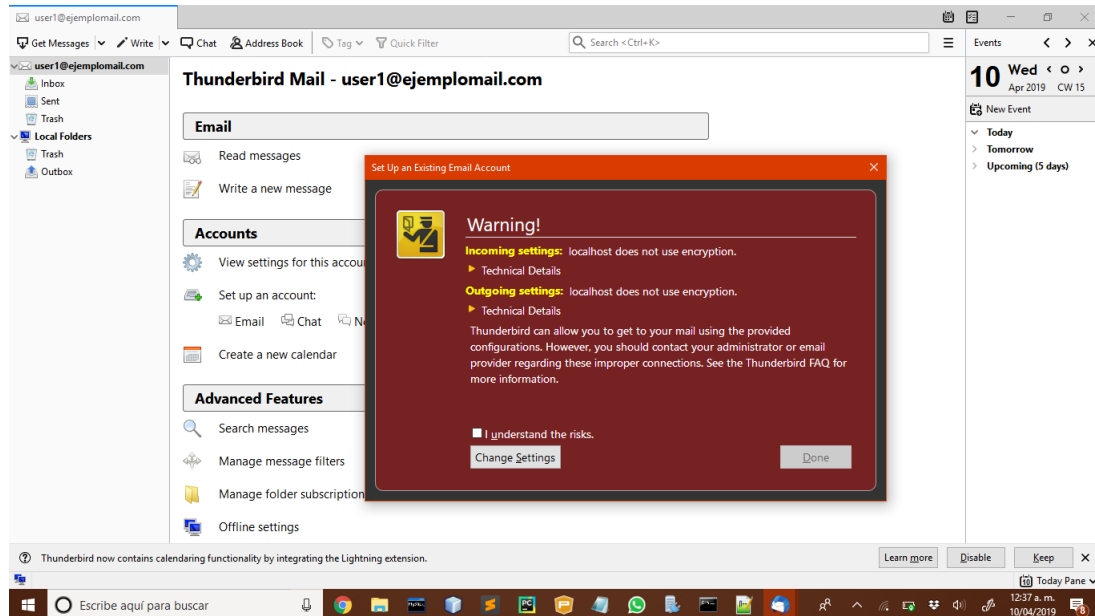 user1@ejemplomail.com
Get Messages
Write
Chat
Address Book
Tag
Quick Filter
Search <Ctrl+K>
Events
user1@ejemplomail.com
Inbox
Sent
Trash
Local Folders
Trash
Outbox
Thunderbird Mail - user1@ejemplomail.com
Email
Read messages
Write a new message
Accounts
View settings for this accou
Set up an account:
Email
Chat
Ne
Create a new calendar
Advanced Features
Search messages
Manage message filters
Manage folder subscription
Offline settings
Set Up an Existing Email Account
Warning!
Incoming settings: localhost does not use encryption.
Technical Details
Outgoing settings: localhost does not use encryption.
Technical Details
Thunderbird can allow you to get to your mail using the provided
configurations. However, you should contact your administrator or email
provider regarding these improper connections. See the Thunderbird FAQ for
more information.
I understand the risks.
Change Settings
Done
10
Wed
Apr 2019 CW 15
New Event
Today
Tomorrow
Upcoming (5 days)
Thunderbird now contains calendaring functionality by integrating the Lightning extension.
Learn more
Disable
Keep
Today Pane
Escribe aquí para buscar
12:37 a. m.
10/04/2019